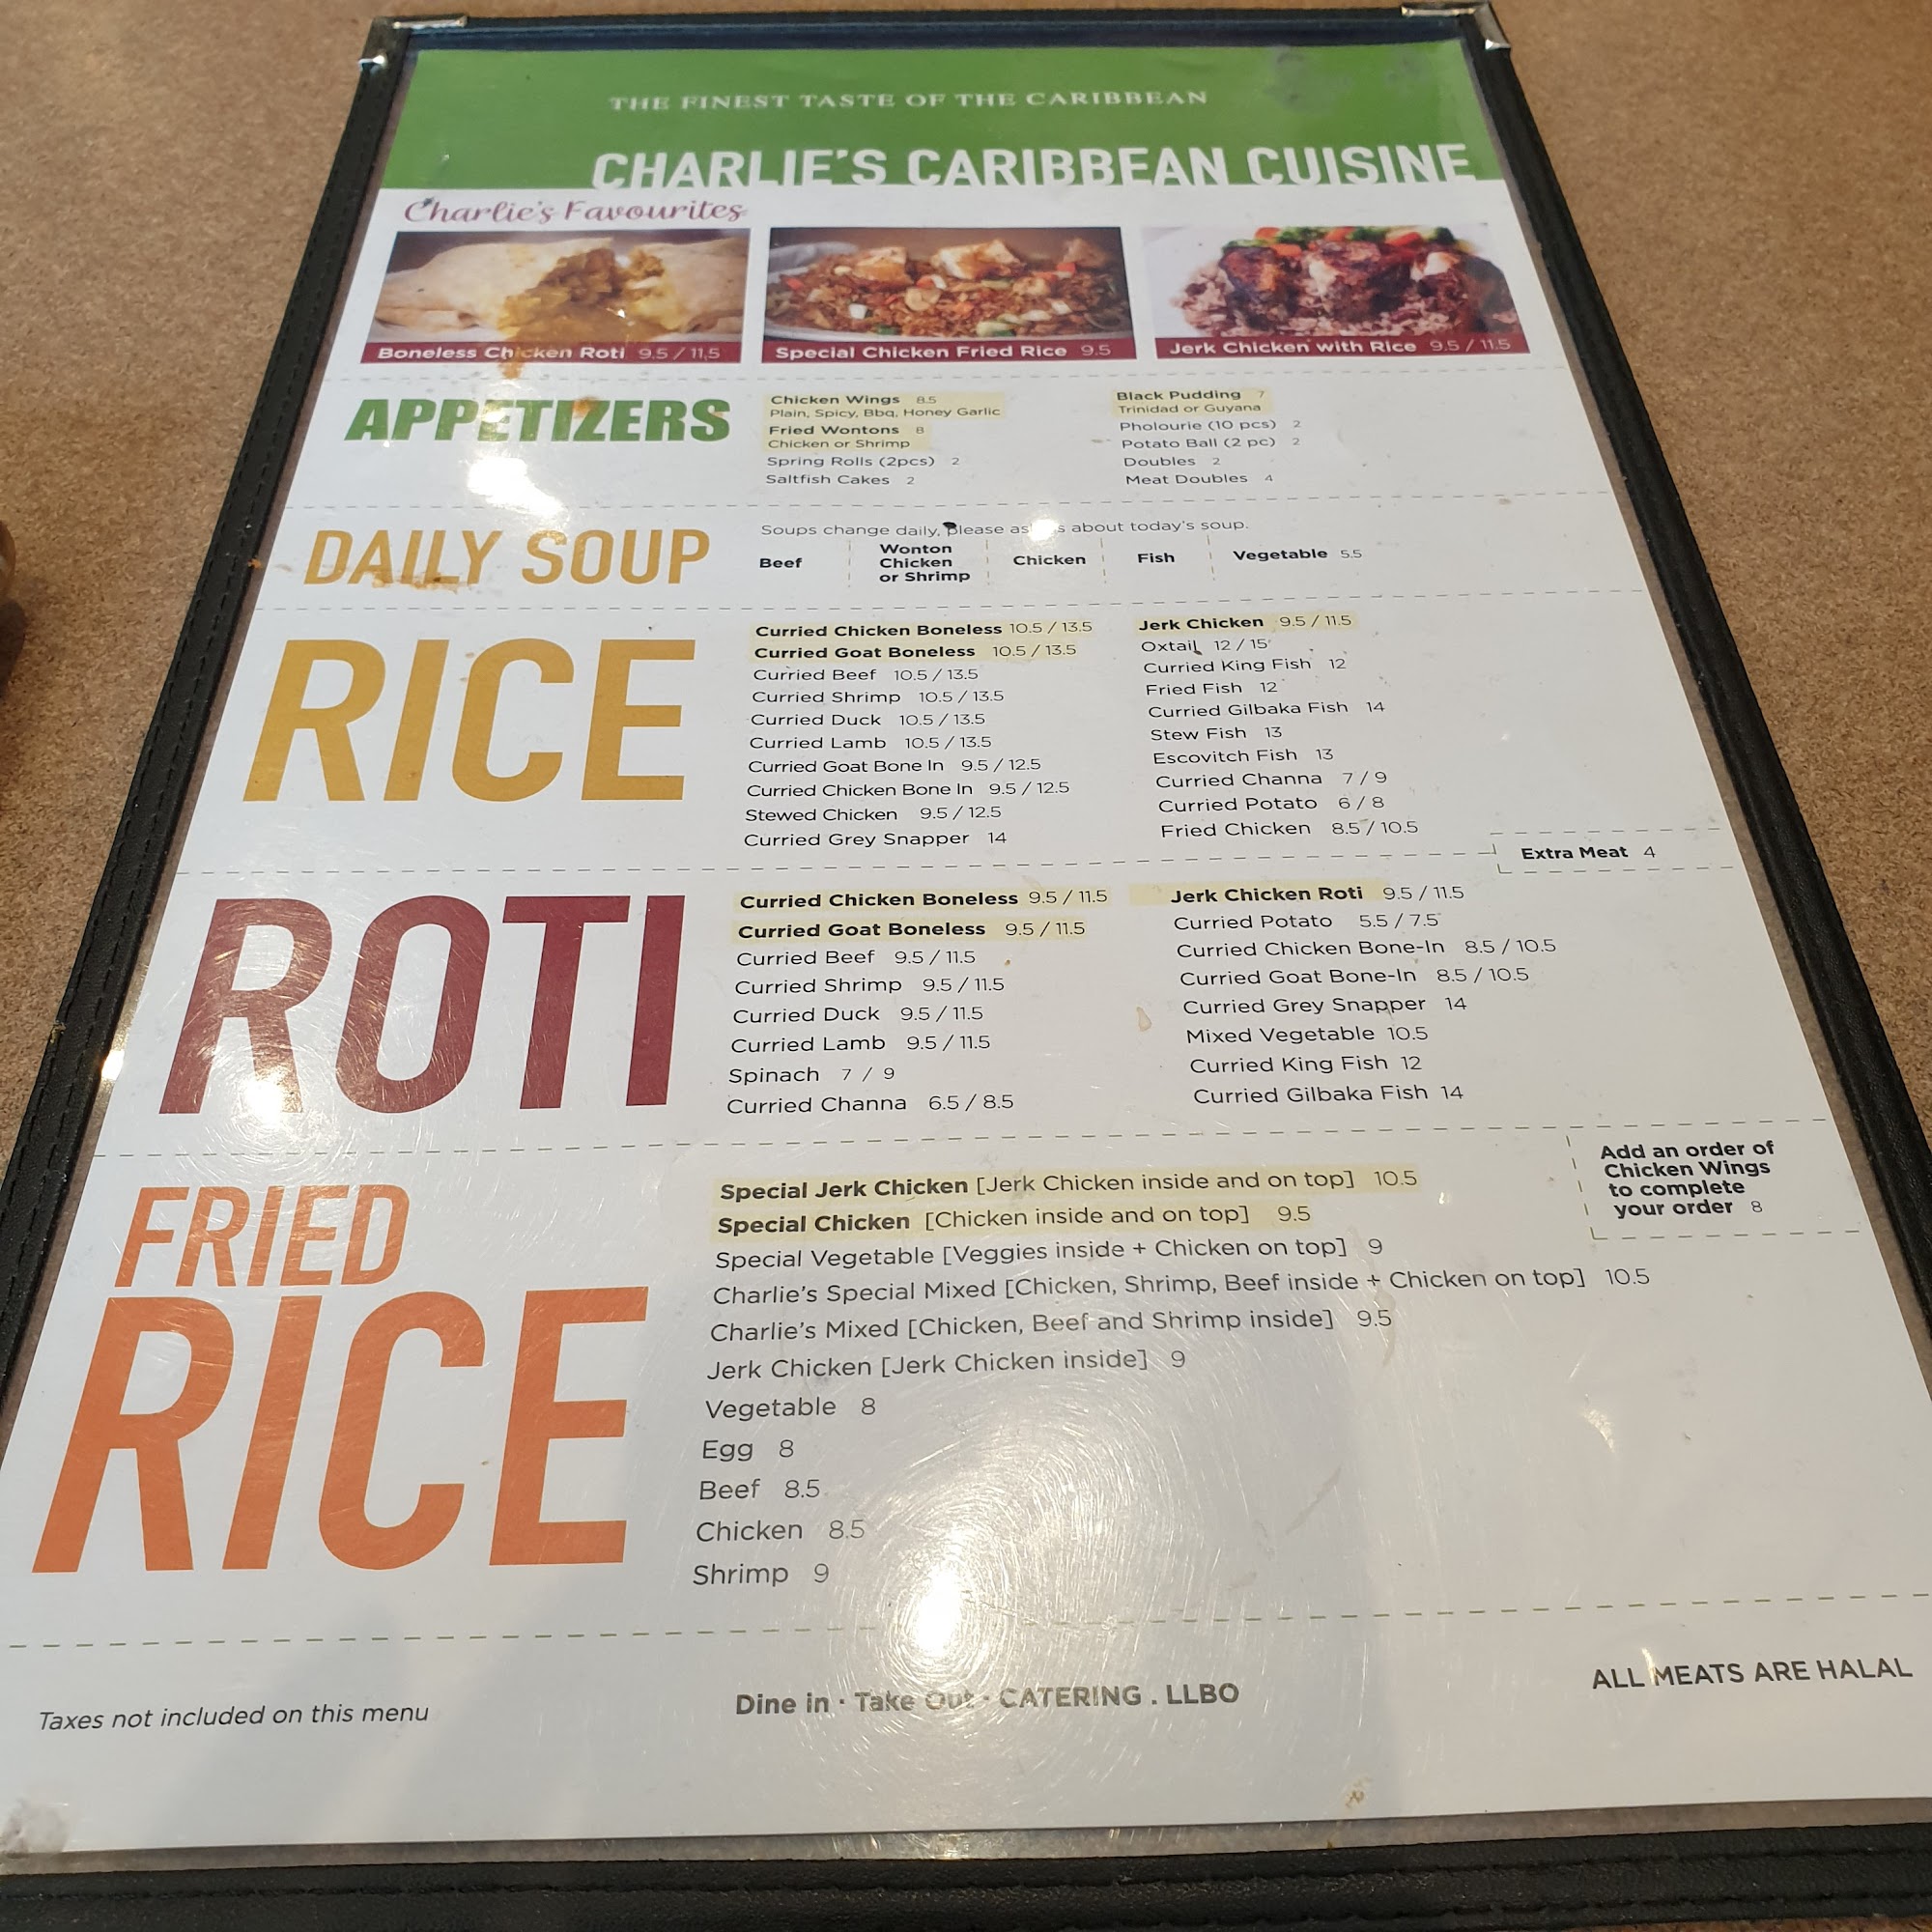 THE FINEST TASTE OF THE CARIBBEAN
CHARLIE'S CARIBBEAN CUISINE
Charlie's Favourites
Boneless Chicken Roti 9.5 / 11.5
Special Chicken Fried Rice 9.5
Jerk Chicken with Rice 9.5 / 11.5
APPETIZERS
Chicken Wings 8.5
Plain, Spicy, Bbq, Honey Garlic
Fried Wontons 8
Chicken or Shrimp
Spring Rolls (2pcs) 2
Saltfish Cakes 2
Black Pudding 7
Trinidad or Guyana
Pholourie (10 pcs) 2
Potato Ball (2 pc) 2
Doubles 2
Meat Doubles 4
DAILY SOUP
Soups change daily, please as s about today's soup.
Beef
Wonton
Chicken
or Shrimp
Chicken
Fish
Vegetable 5.5
RICE
Curried Chicken Boneless 10.5 / 13.5
Curried Goat Boneless 10.5 / 13.5
Curried Beef 10.5 / 13.5
Curried Shrimp 10.5 / 13.5
Curried Duck 10.5 / 13.5
Curried Lamb 10.5 / 13.5
Curried Goat Bone In 9.5 / 12.5
Curried Chicken Bone In 9.5 / 12.5
Stewed Chicken 9.5 / 12.5
Curried Grey Snapper 14
Jerk Chicken 9.5 / 11.5
Oxtail 12 / 15
Curried King Fish 12
Fried Fish 12
Curried Gilbaka Fish 14
Stew Fish 13
Escovitch Fish 13
Curried Channa 7 / 9
Curried Potato 6 / 8
Fried Chicken 8.5 / 10.5
Extra Meat 4
ROTI
Curried Chicken Boneless 9.5 / 11.5
Curried Goat Boneless 9.5 / 11.5
Curried Beef 9.5 / 11.5
Curried Shrimp 9.5 / 11.5
Curried Duck 9.5 / 11.5
Curried Lamb 9.5 / 11.5
Spinach 7 / 9
Curried Channa 6.5 / 8.5
Jerk Chicken Roti 9.5 / 11.5
Curried Potato 5.5 / 7.5
Curried Chicken Bone-In 8.5 / 10.5
Curried Goat Bone-In 8.5 / 10.5
Curried Grey Snapper 14
Mixed Vegetable 10.5
Curried King Fish 12
Curried Gilbaka Fish 14
FRIED
RICE
Special Jerk Chicken [Jerk Chicken inside and on top] 10.5
Special Chicken [Chicken inside and on top] 9.5
Special Vegetable [Veggies inside + Chicken on top] 9
Charlie's Special Mixed [Chicken, Shrimp, Beef inside + Chicken on top] 10.5
Charlie's Mixed [Chicken, Beef and Shrimp inside] 9.5
Jerk Chicken [Jerk Chicken inside] 9
Vegetable 8
Egg 8
Beef 8.5
Chicken 8.5
Shrimp 9
Add an order of
Chicken Wings
to complete
your order 8
Taxes not included on this menu
Dine in · Take Out · CATERING . LLBO
ALL MEATS ARE HALAL